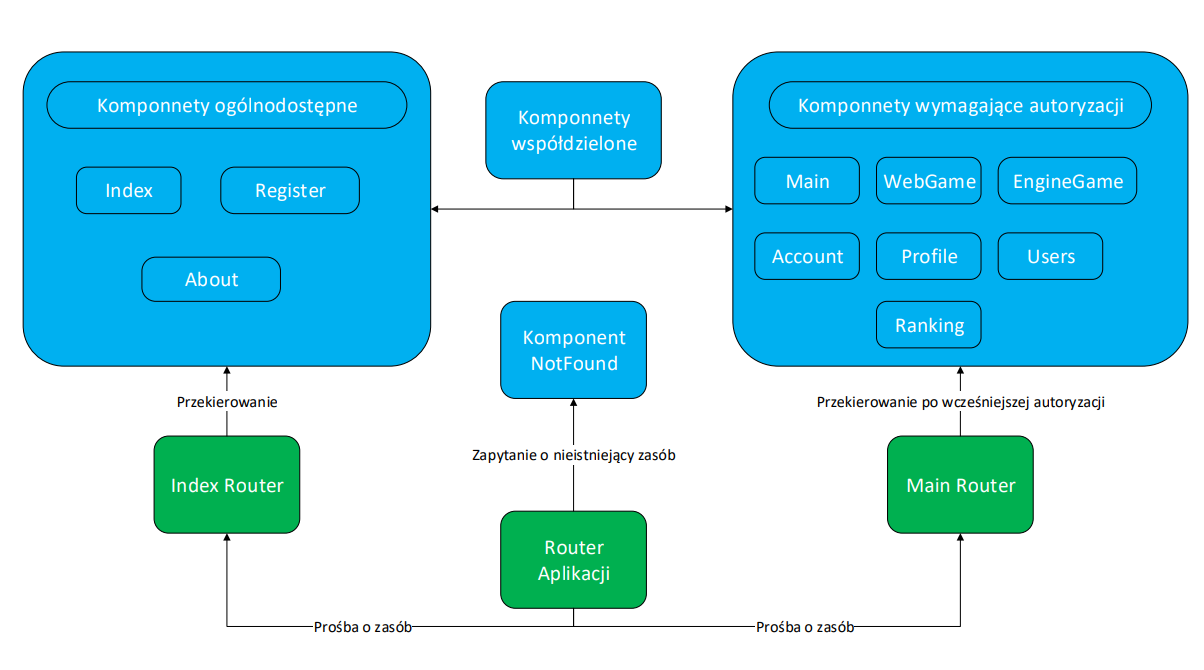 Komponnety ogólnodostępne
Index
Register
About
Komponnety
współdzielone
Komponnety wymagające autoryzacji
Main
WebGame
EngineGame
Account
Profile
Users
Ranking
Komponent
NotFound
Przekierowanie
Zapytanie o nieistniejący zasób
Przekierowanie po wcześniejszej autoryzacji
Index Router
Router
Aplikacji
Main Router
Prośba o zasób
Prośba o zasób